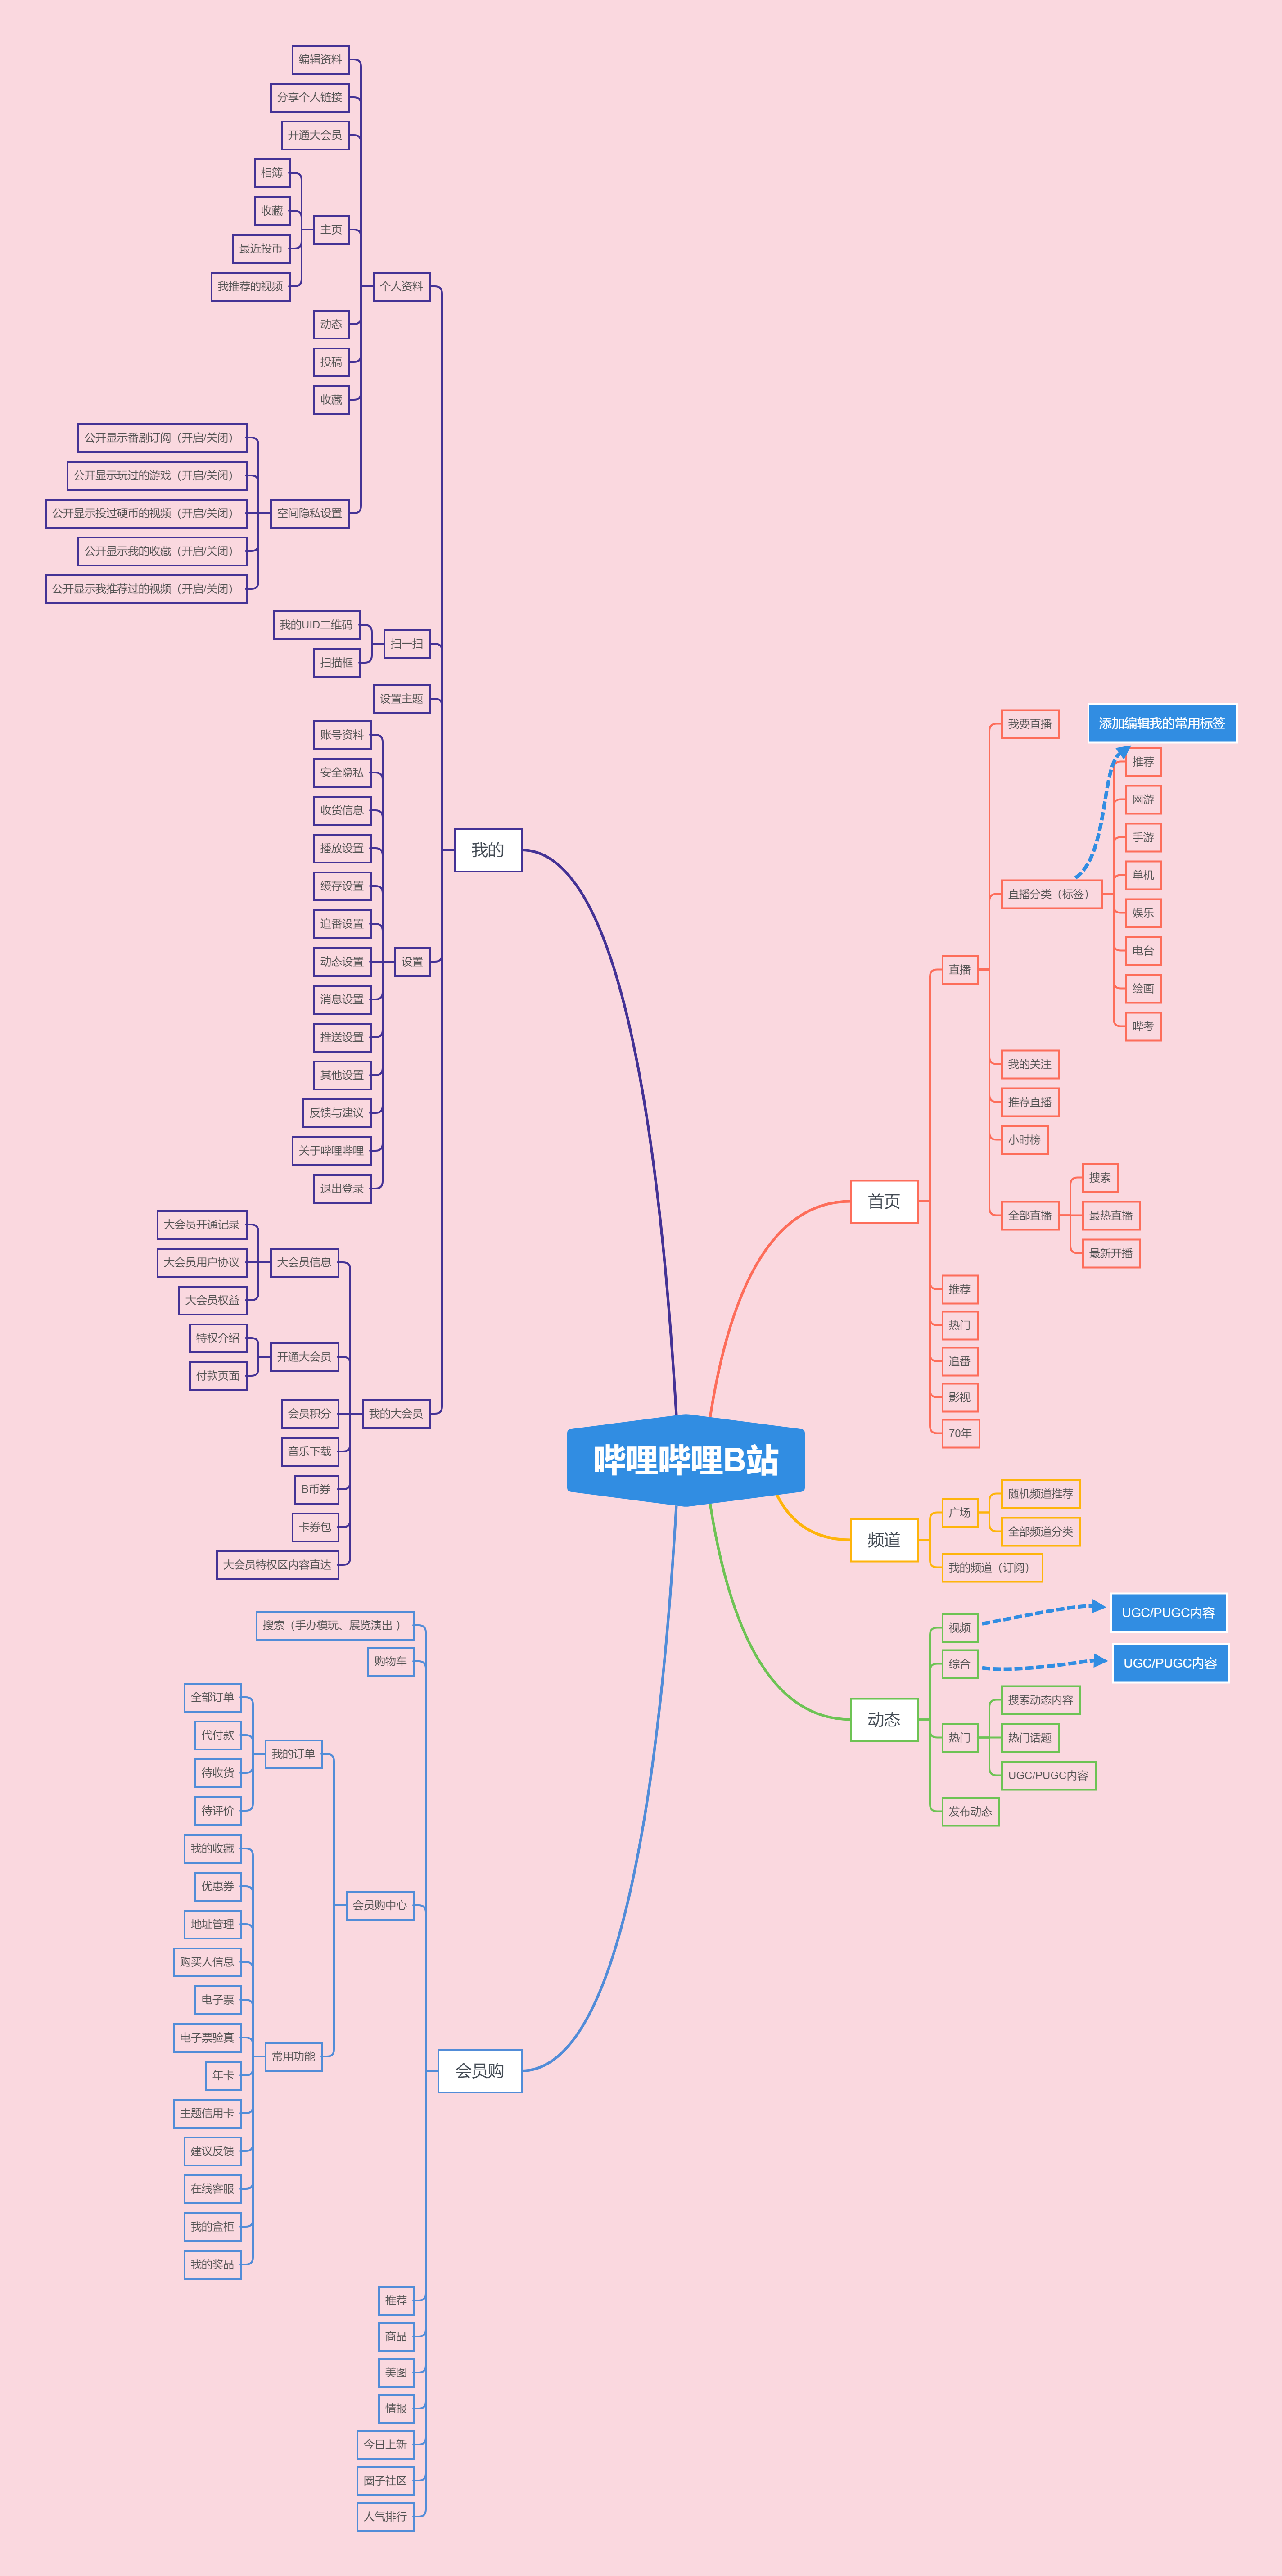 哔哩哔哩B站
首页
直播
我要直播
直播分类（标签）
添加编辑我的常用标签
推荐
网游
手游
单机
娱乐
电台
绘画
哔考
我的关注
推荐直播
小时榜
全部直播
搜索
最热直播
最新开播
推荐
热门
追番
影视
70年
频道
广场
随机频道推荐
全部频道分类
我的频道（订阅）
动态
视频
UGC/PUGC内容
综合
UGC/PUGC内容
热门
搜索动态内容
热门话题
UGC/PUGC内容
发布动态
我的
个人资料
编辑资料
分享个人链接
开通大会员
主页
相簿
收藏
最近投币
我推荐的视频
动态
投稿
收藏
空间隐私设置
公开显示番剧订阅（开启/关闭）
公开显示玩过的游戏（开启/关闭）
公开显示投过硬币的视频（开启/关闭）
公开显示我的收藏（开启/关闭）
公开显示我推荐过的视频（开启/关闭）
扫一扫
我的UID二维码
扫描框
设置主题
设置
账号资料
安全隐私
收货信息
播放设置
缓存设置
追番设置
动态设置
消息设置
推送设置
其他设置
反馈与建议
关于哔哩哔哩
退出登录
我的大会员
大会员信息
大会员开通记录
大会员用户协议
大会员权益
开通大会员
特权介绍
付款页面
会员积分
音乐下载
B币券
卡券包
大会员特权区内容直达
会员购
搜索（手办模玩、展览演出 ）
购物车
会员购中心
我的订单
全部订单
代付款
待收货
待评价
常用功能
我的收藏
优惠券
地址管理
购买人信息
电子票
电子票验真
年卡
主题信用卡
建议反馈
在线客服
我的盒柜
我的奖品
推荐
商品
美图
情报
今日上新
圈子社区
人气排行